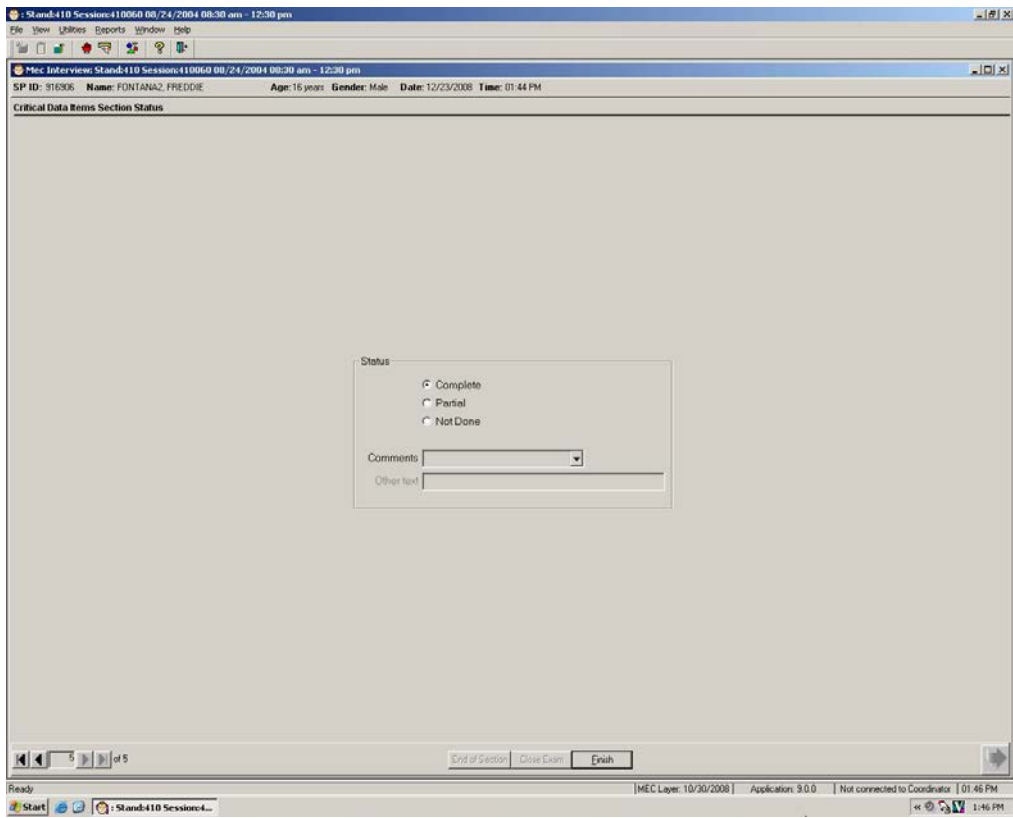 : Stand:410 Session:410060 08/24/2004 08:30 am - 12:30 pm
File View Utilities Reports Window Help
Mec Interview: Stand:410 Session:410060 08/24/2004 08:30 am - 12:30 pm
SP ID: 916906 Name: FONTANA2, FREDDIE Age: 16 years Gender: Male Date: 12/23/2008 Time: 01:44 PM
Critical Data Items Section Status
Status
Complete
Partial
Not Done
Comments
Other text
5 of 5
End of Section Close Exam Finish
Ready MEC Layer: 10/30/2008 Application: 9.0.0 Not connected to Coordinator 01:46 PM
Start : Stand:410 Session:4... « 1:46 PM